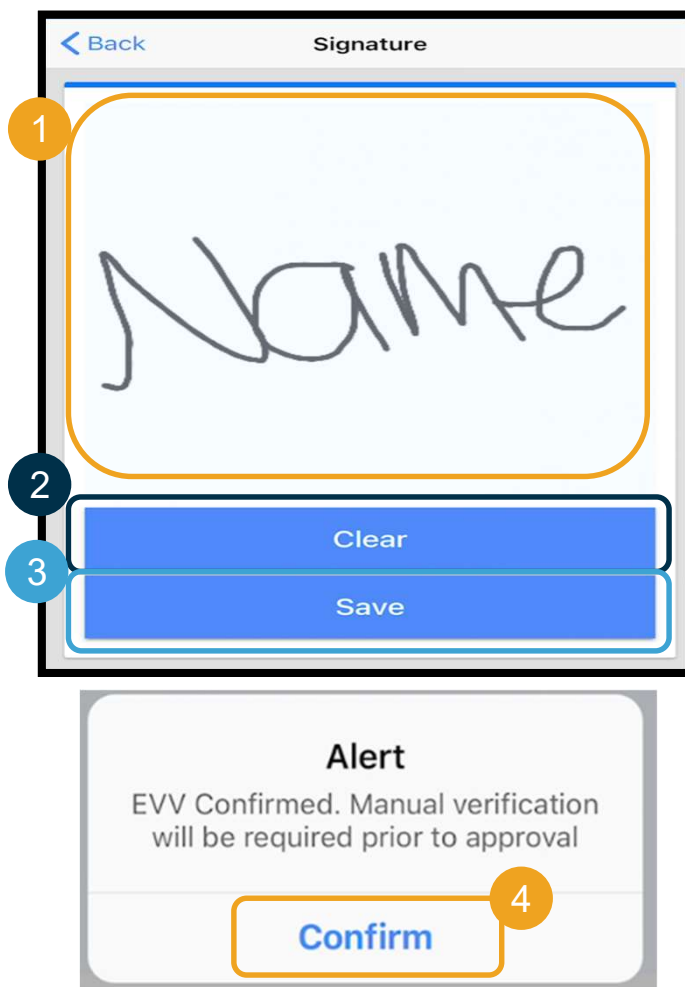 Back
Signature
1
Name
2
Clear
3
Save
Alert
EVV Confirmed. Manual verification
will be required prior to approval
4
Confirm